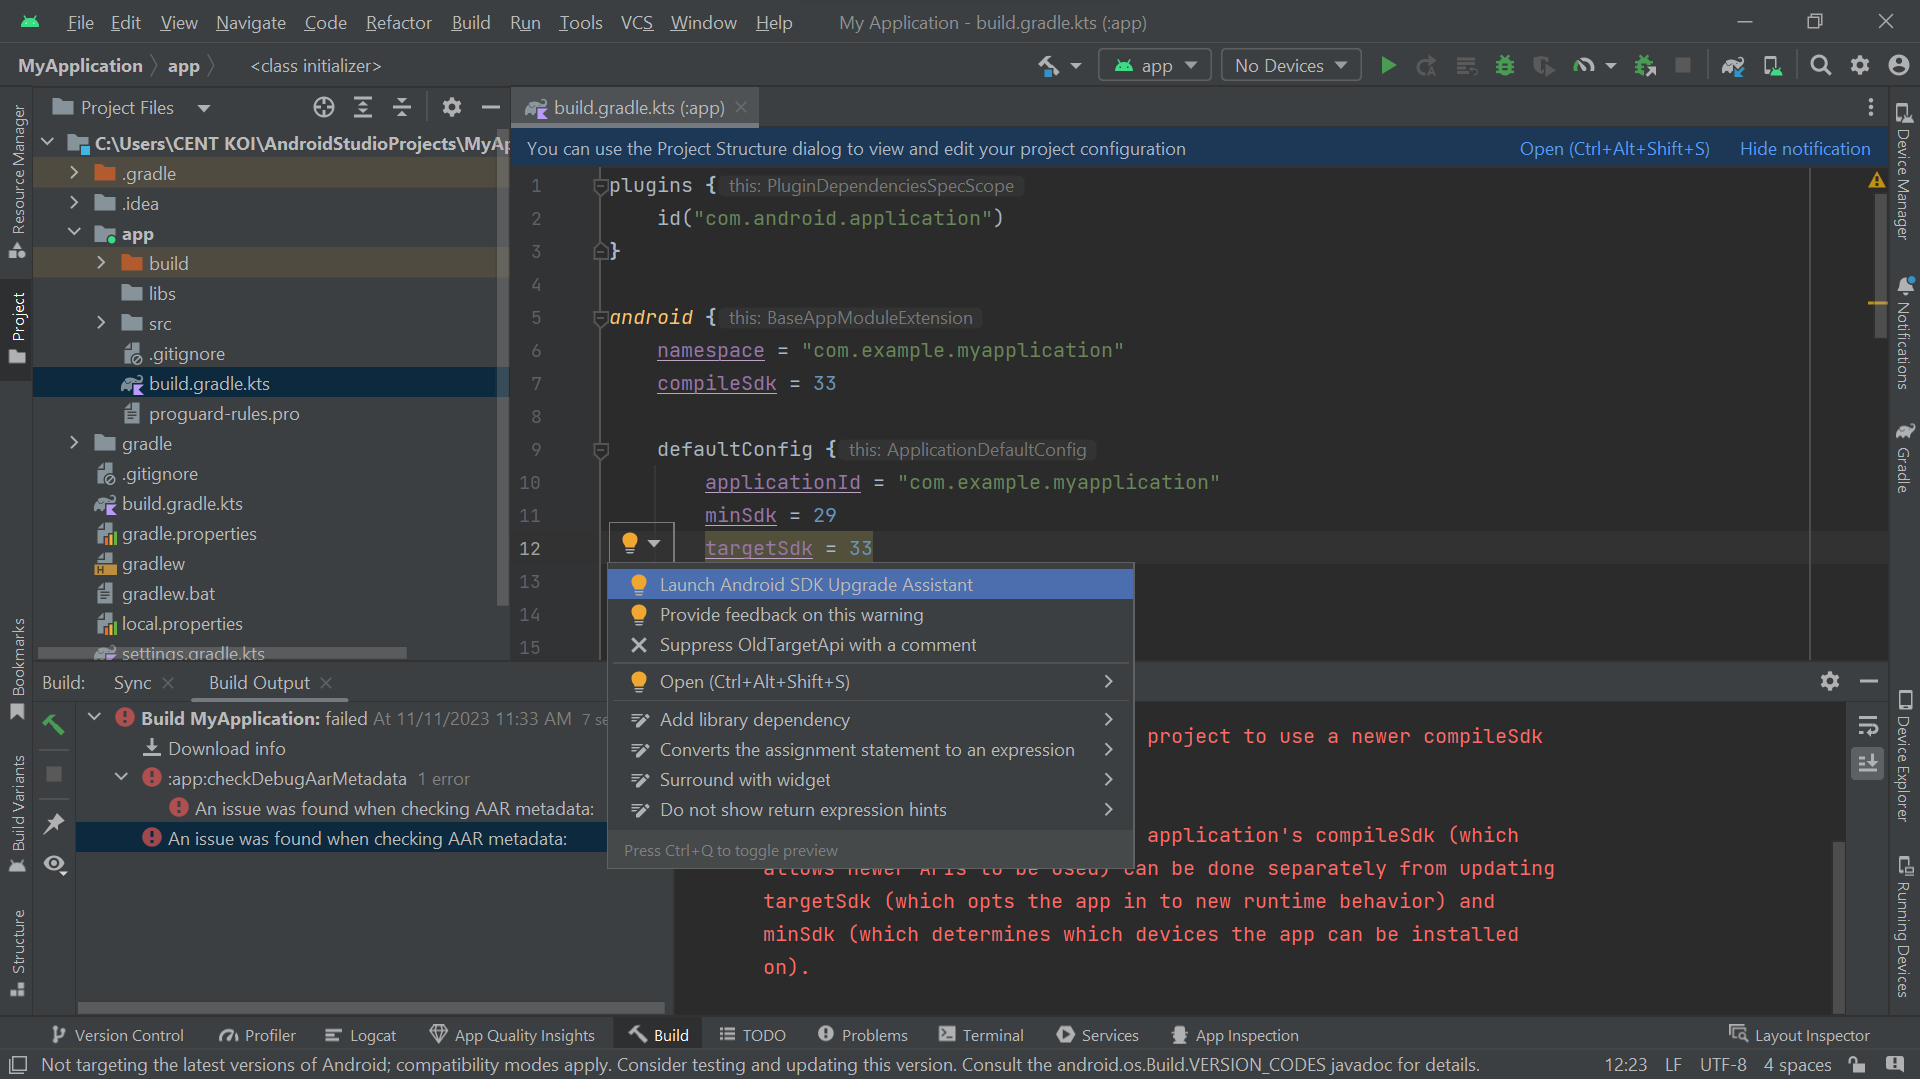 File Edit View Navigate Code Refactor Build Run Tools VCS Window Help My Application - build.gradle.kts (:app)
MyApplication app <class initializer> app No Devices
Project Files
build.gradle.kts (:app)
C:\Users\CENT KOI\AndroidStudioProjects\MyAp
You can use the Project Structure dialog to view and edit your project configuration Open (Ctrl+Alt+Shift+S) Hide notification
.gradle
.idea
app
build
libs
src
.gitignore
build.gradle.kts
proguard-rules.pro
gradle
.gitignore
build.gradle.kts
gradle.properties
gradlew
gradlew.bat
local.properties
settings.gradle.kts
1 plugins { this: PluginDependenciesSpecScope
2 id("com.android.application")
3 }
4
5 android { this: BaseAppModuleExtension
6 namespace = "com.example.myapplication"
7 compileSdk = 33
8
9 defaultConfig { this: ApplicationDefaultConfig
10 applicationId = "com.example.myapplication"
11 minSdk = 29
12 targetSdk = 33
13
14
15
Launch Android SDK Upgrade Assistant
Provide feedback on this warning
Suppress OldTargetApi with a comment
Open (Ctrl+Alt+Shift+S)
Add library dependency
Converts the assignment statement to an expression
Surround with widget
Do not show return expression hints
Press Ctrl+Q to toggle preview
Build: Sync Build Output
Build MyApplication: failed At 11/11/2023 11:33 AM 7 se
Download info
:app:checkDebugAarMetadata 1 error
An issue was found when checking AAR metadata:
An issue was found when checking AAR metadata:
project to use a newer compileSdk
application's compileSdk (which
allows newer APIs to be used) can be done separately from updating
targetSdk (which opts the app in to new runtime behavior) and
minSdk (which determines which devices the app can be installed
on).
Resource Manager
Project
Bookmarks
Build Variants
Structure
Device Manager
Notifications
Gradle
Device Explorer
Running Devices
Version Control Profiler Logcat App Quality Insights Build TODO Problems Terminal Services App Inspection Layout Inspector
Not targeting the latest versions of Android; compatibility modes apply. Consider testing and updating this version. Consult the android.os.Build.VERSION_CODES javadoc for details. 12:23 LF UTF-8 4 spaces